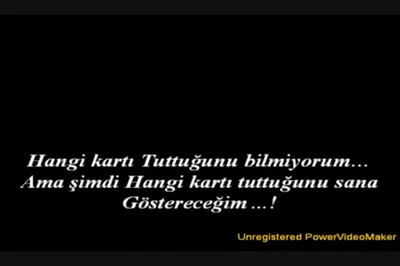 Hangi kartı Tuttuğunu bilmiyorum...
Ama şimdi Hangi kartı tuttuğunu sana
Göstereceğim...!
Unregistered PowerVideoMaker